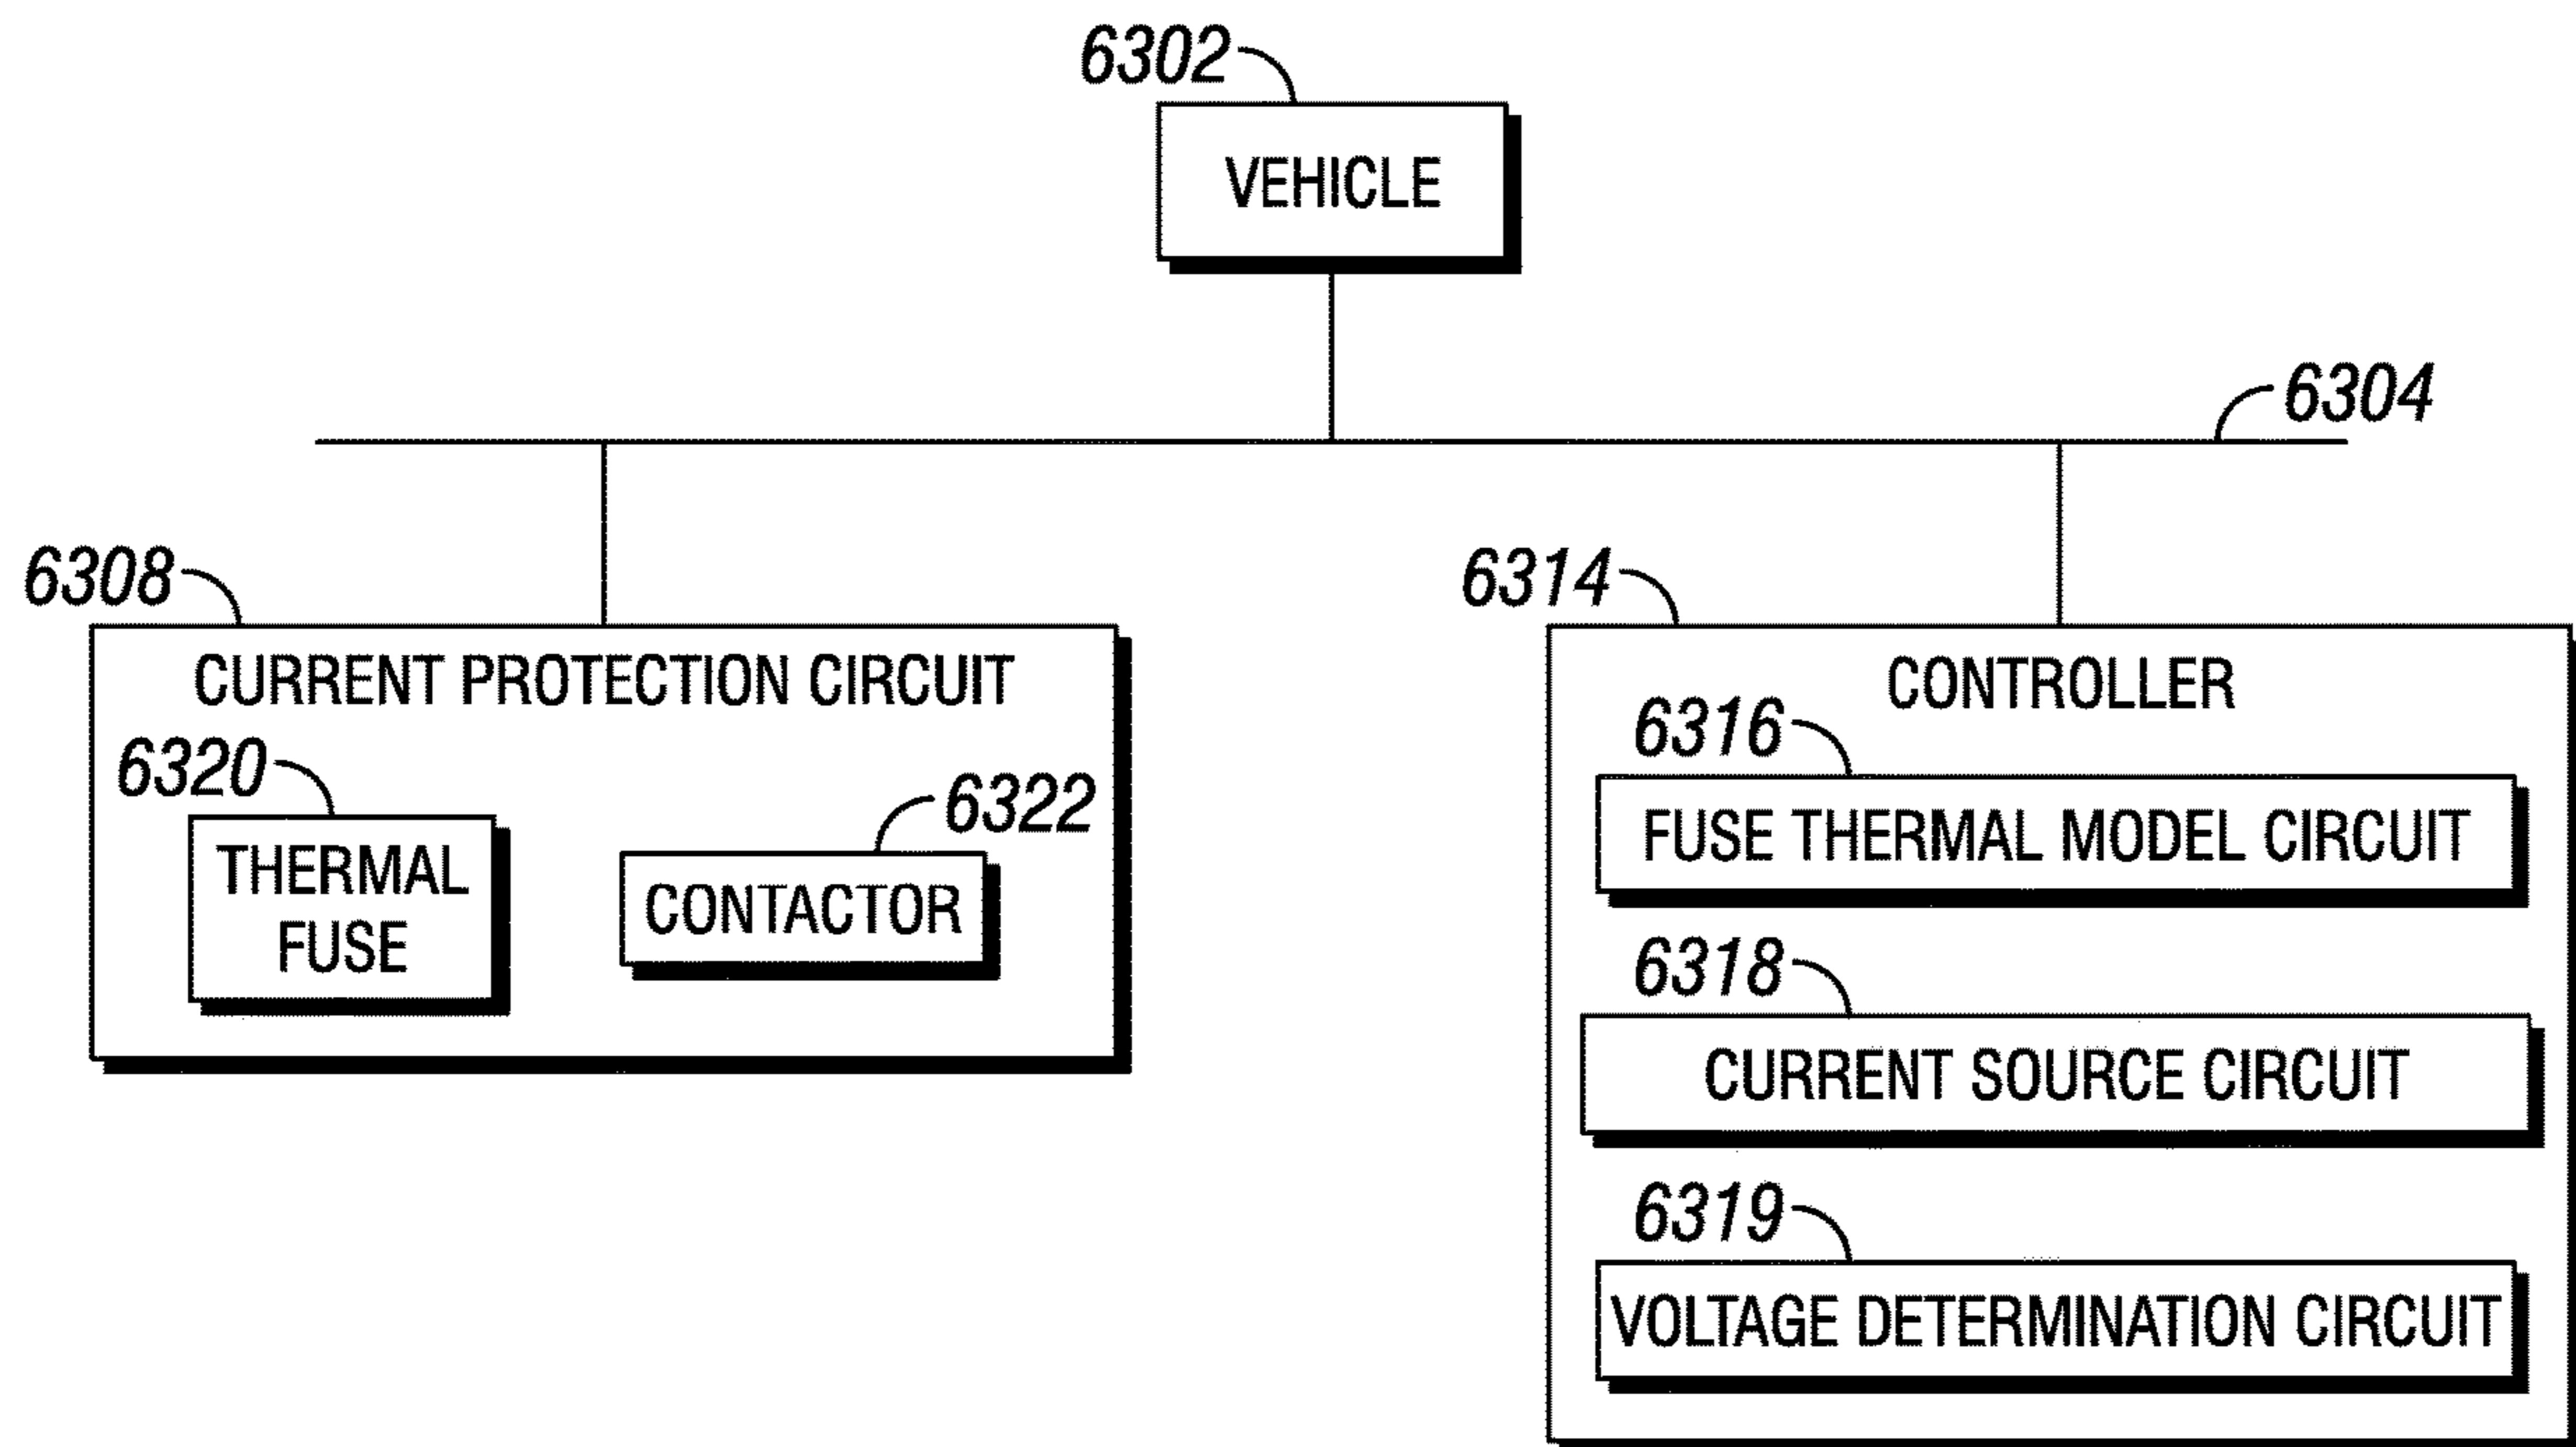 6302
VEHICLE
6304
6308
CURRENT PROTECTION CIRCUIT
6320
THERMAL
FUSE
6322
CONTACTOR
6314
CONTROLLER
6316
FUSE THERMAL MODEL CIRCUIT
6318
CURRENT SOURCE CIRCUIT
6319
VOLTAGE DETERMINATION CIRCUIT